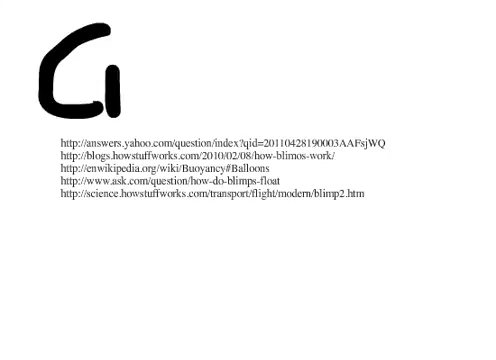 G
http://answers.yahoo.com/question/index?qid=20110428190003AAFsjWQ
http://blogs.howstuffworks.com/2010/02/08/how-blimos-work/
http://enwikipedia.org/wiki/Buoyancy#Balloons
http://www.ask.com/question/how-do-blimps-float
http://science.howstuffworks.com/transport/flight/modern/blimp2.htm